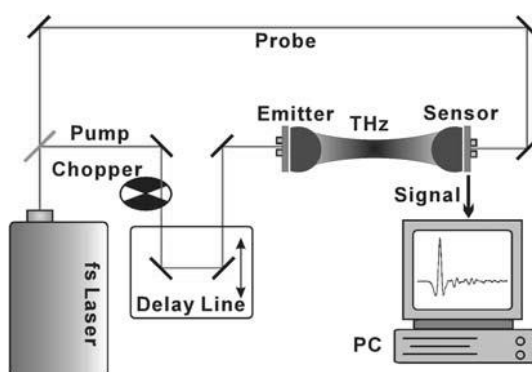 Probe
Emitter
Sensor
THz
Pump
Chopper
Signal
fs Laser
Delay Line
PC